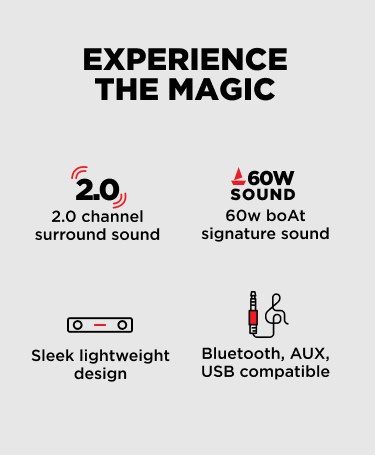 EXPERIENCE
THE MAGIC
2.0
2.0 channel
surround sound
60W
SOUND
60w boAt
signature sound
Sleek lightweight
design
Bluetooth, AUX,
USB compatible